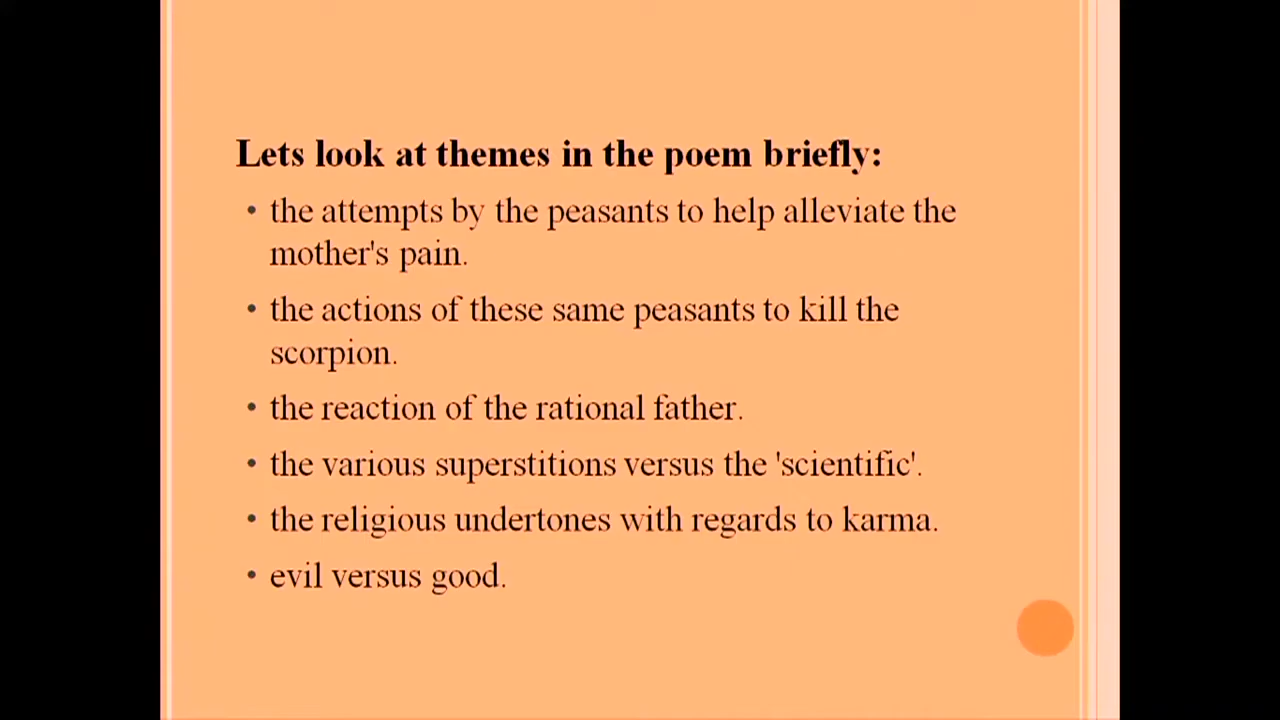 Lets look at themes in the poem briefly:
• the attempts by the peasants to help alleviate the
mother's pain.
• the actions of these same peasants to kill the
scorpion.
• the reaction of the rational father.
• the various superstitions versus the 'scientific'.
• the religious undertones with regards to karma.
• evil versus good.